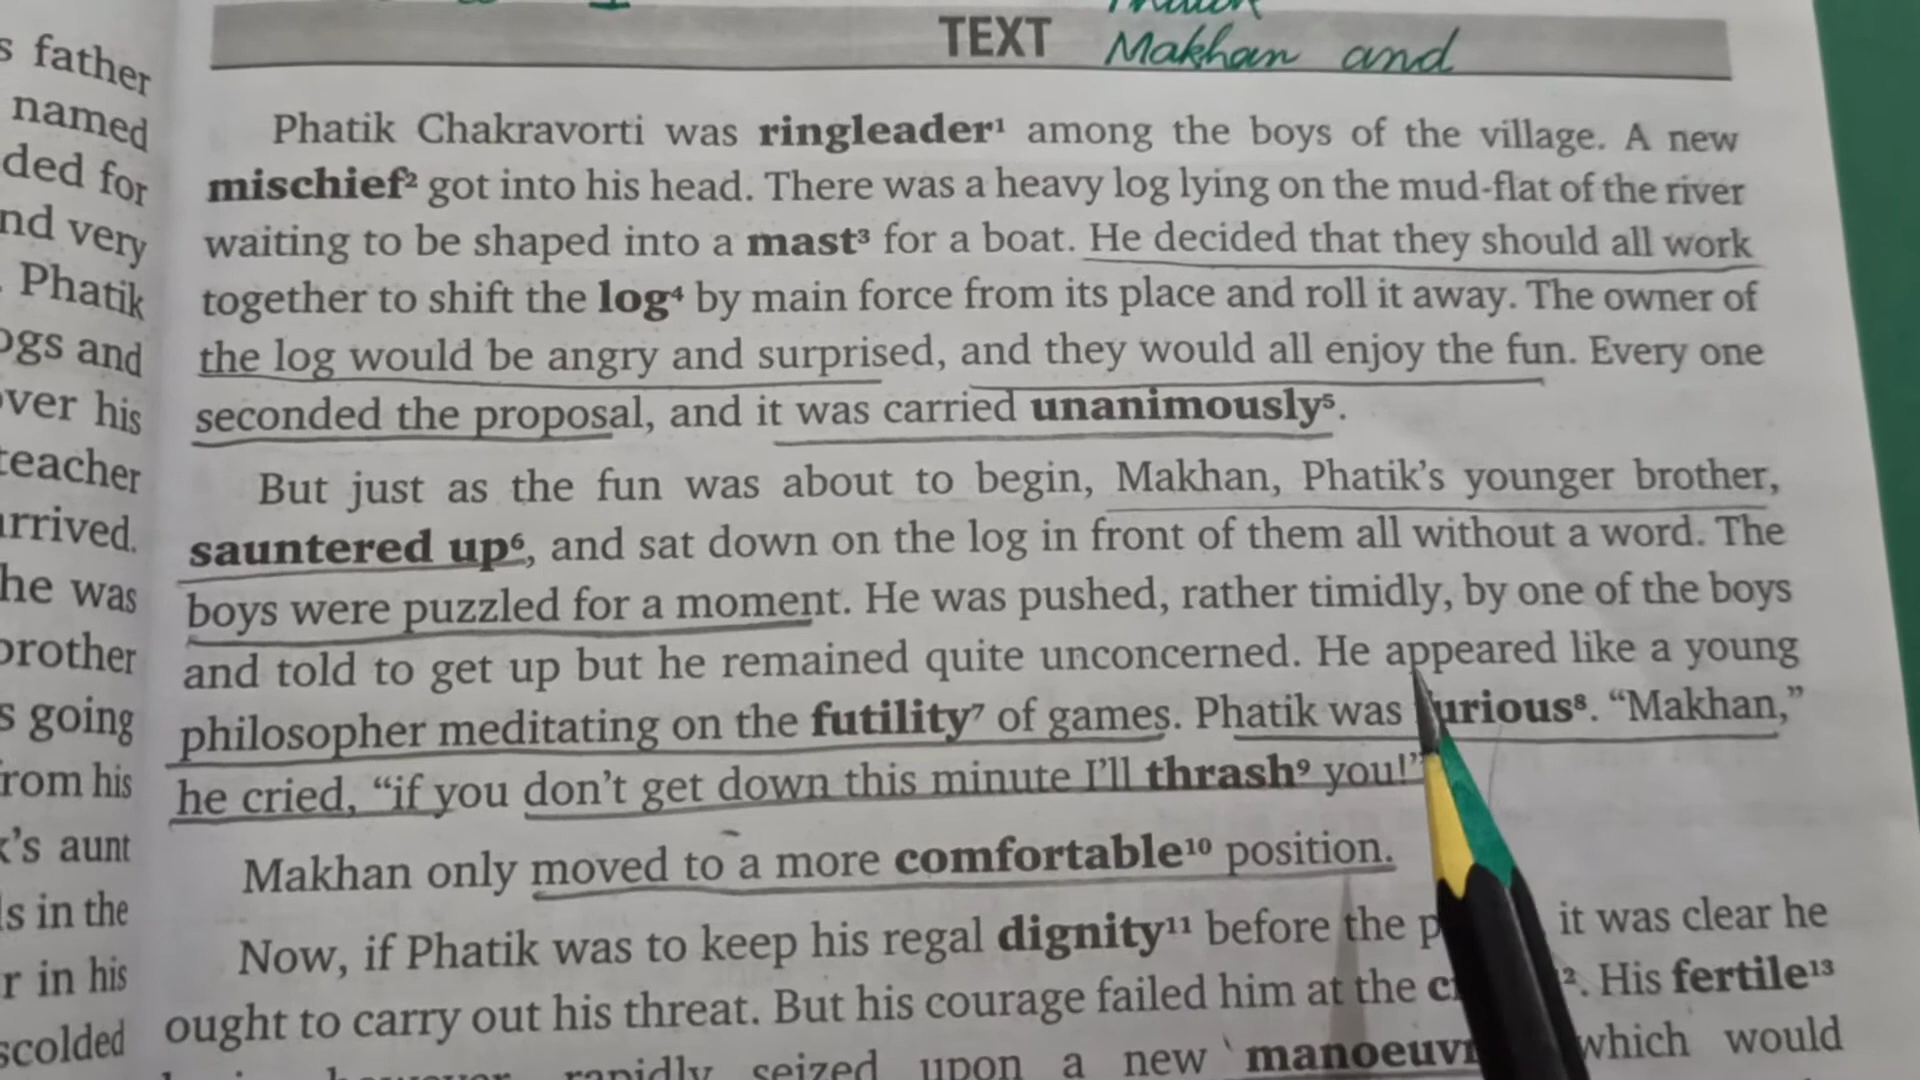 TEXT
Makhan and
s father
named
ded for
nd very
. Phatik
ogs and
ver his
teacher
arrived.
he was
brother
s going
from his
k's aunt
ls in the
r in his
scolded
Phatik Chakravorti was ringleader¹ among the boys of the village. A new
mischief² got into his head. There was a heavy log lying on the mud-flat of the river
waiting to be shaped into a mast³ for a boat. He decided that they should all work
together to shift the log⁴ by main force from its place and roll it away. The owner of
the log would be angry and surprised, and they would all enjoy the fun. Every one
seconded the proposal, and it was carried unanimously⁵.
But just as the fun was about to begin, Makhan, Phatik's younger brother,
sauntered up⁶, and sat down on the log in front of them all without a word. The
boys were puzzled for a moment. He was pushed, rather timidly, by one of the boys
and told to get up but he remained quite unconcerned. He appeared like a young
philosopher meditating on the futility⁷ of games. Phatik was furious⁸. “Makhan,”
he cried, “if you don't get down this minute I'll thrash⁹ you!”
Makhan only moved to a more comfortable¹⁰ position.
Now, if Phatik was to keep his regal dignity¹¹ before the p it was clear he
ought to carry out his threat. But his courage failed him at the c ². His fertile¹³
rapidly seized upon a new manoeuv which would